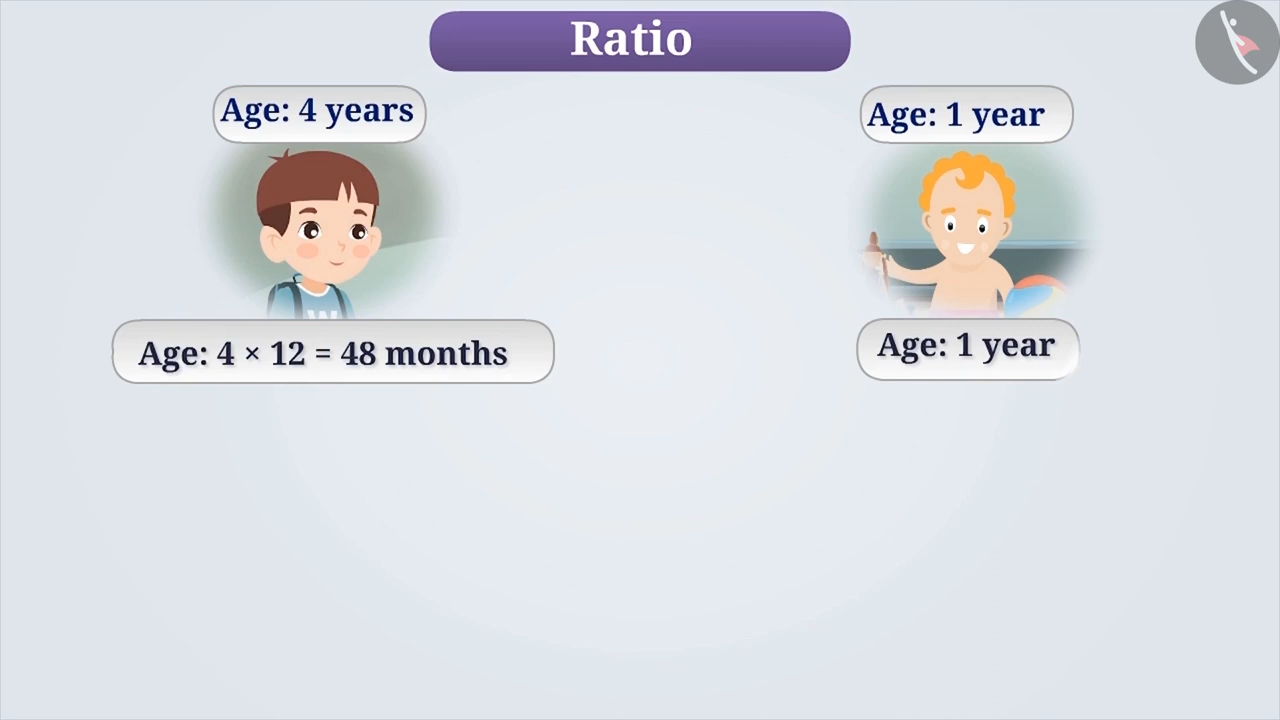 Ratio
Age: 4 years
Age: 1 year
W
Age: 4 × 12 = 48 months
Age: 1 year